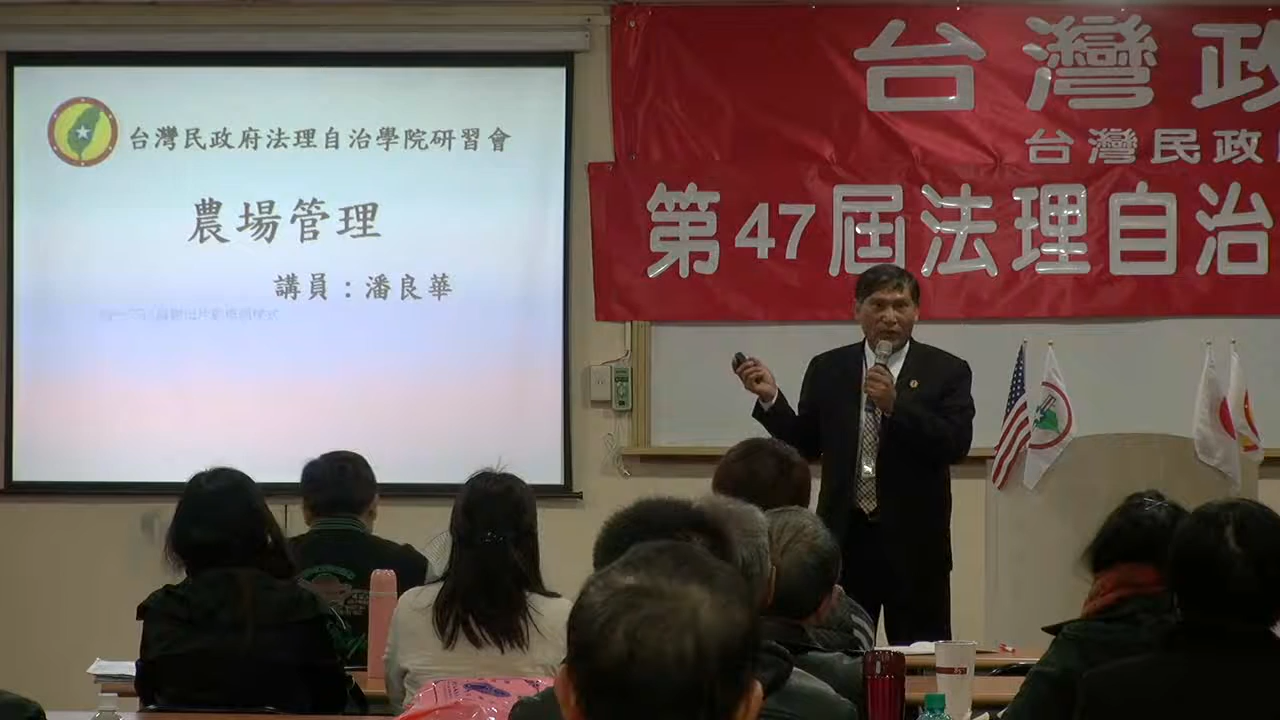 台灣民政府法理自治學院研習會
農場管理
講員：潘良華
台灣政
台灣民政
第47屆法理自治